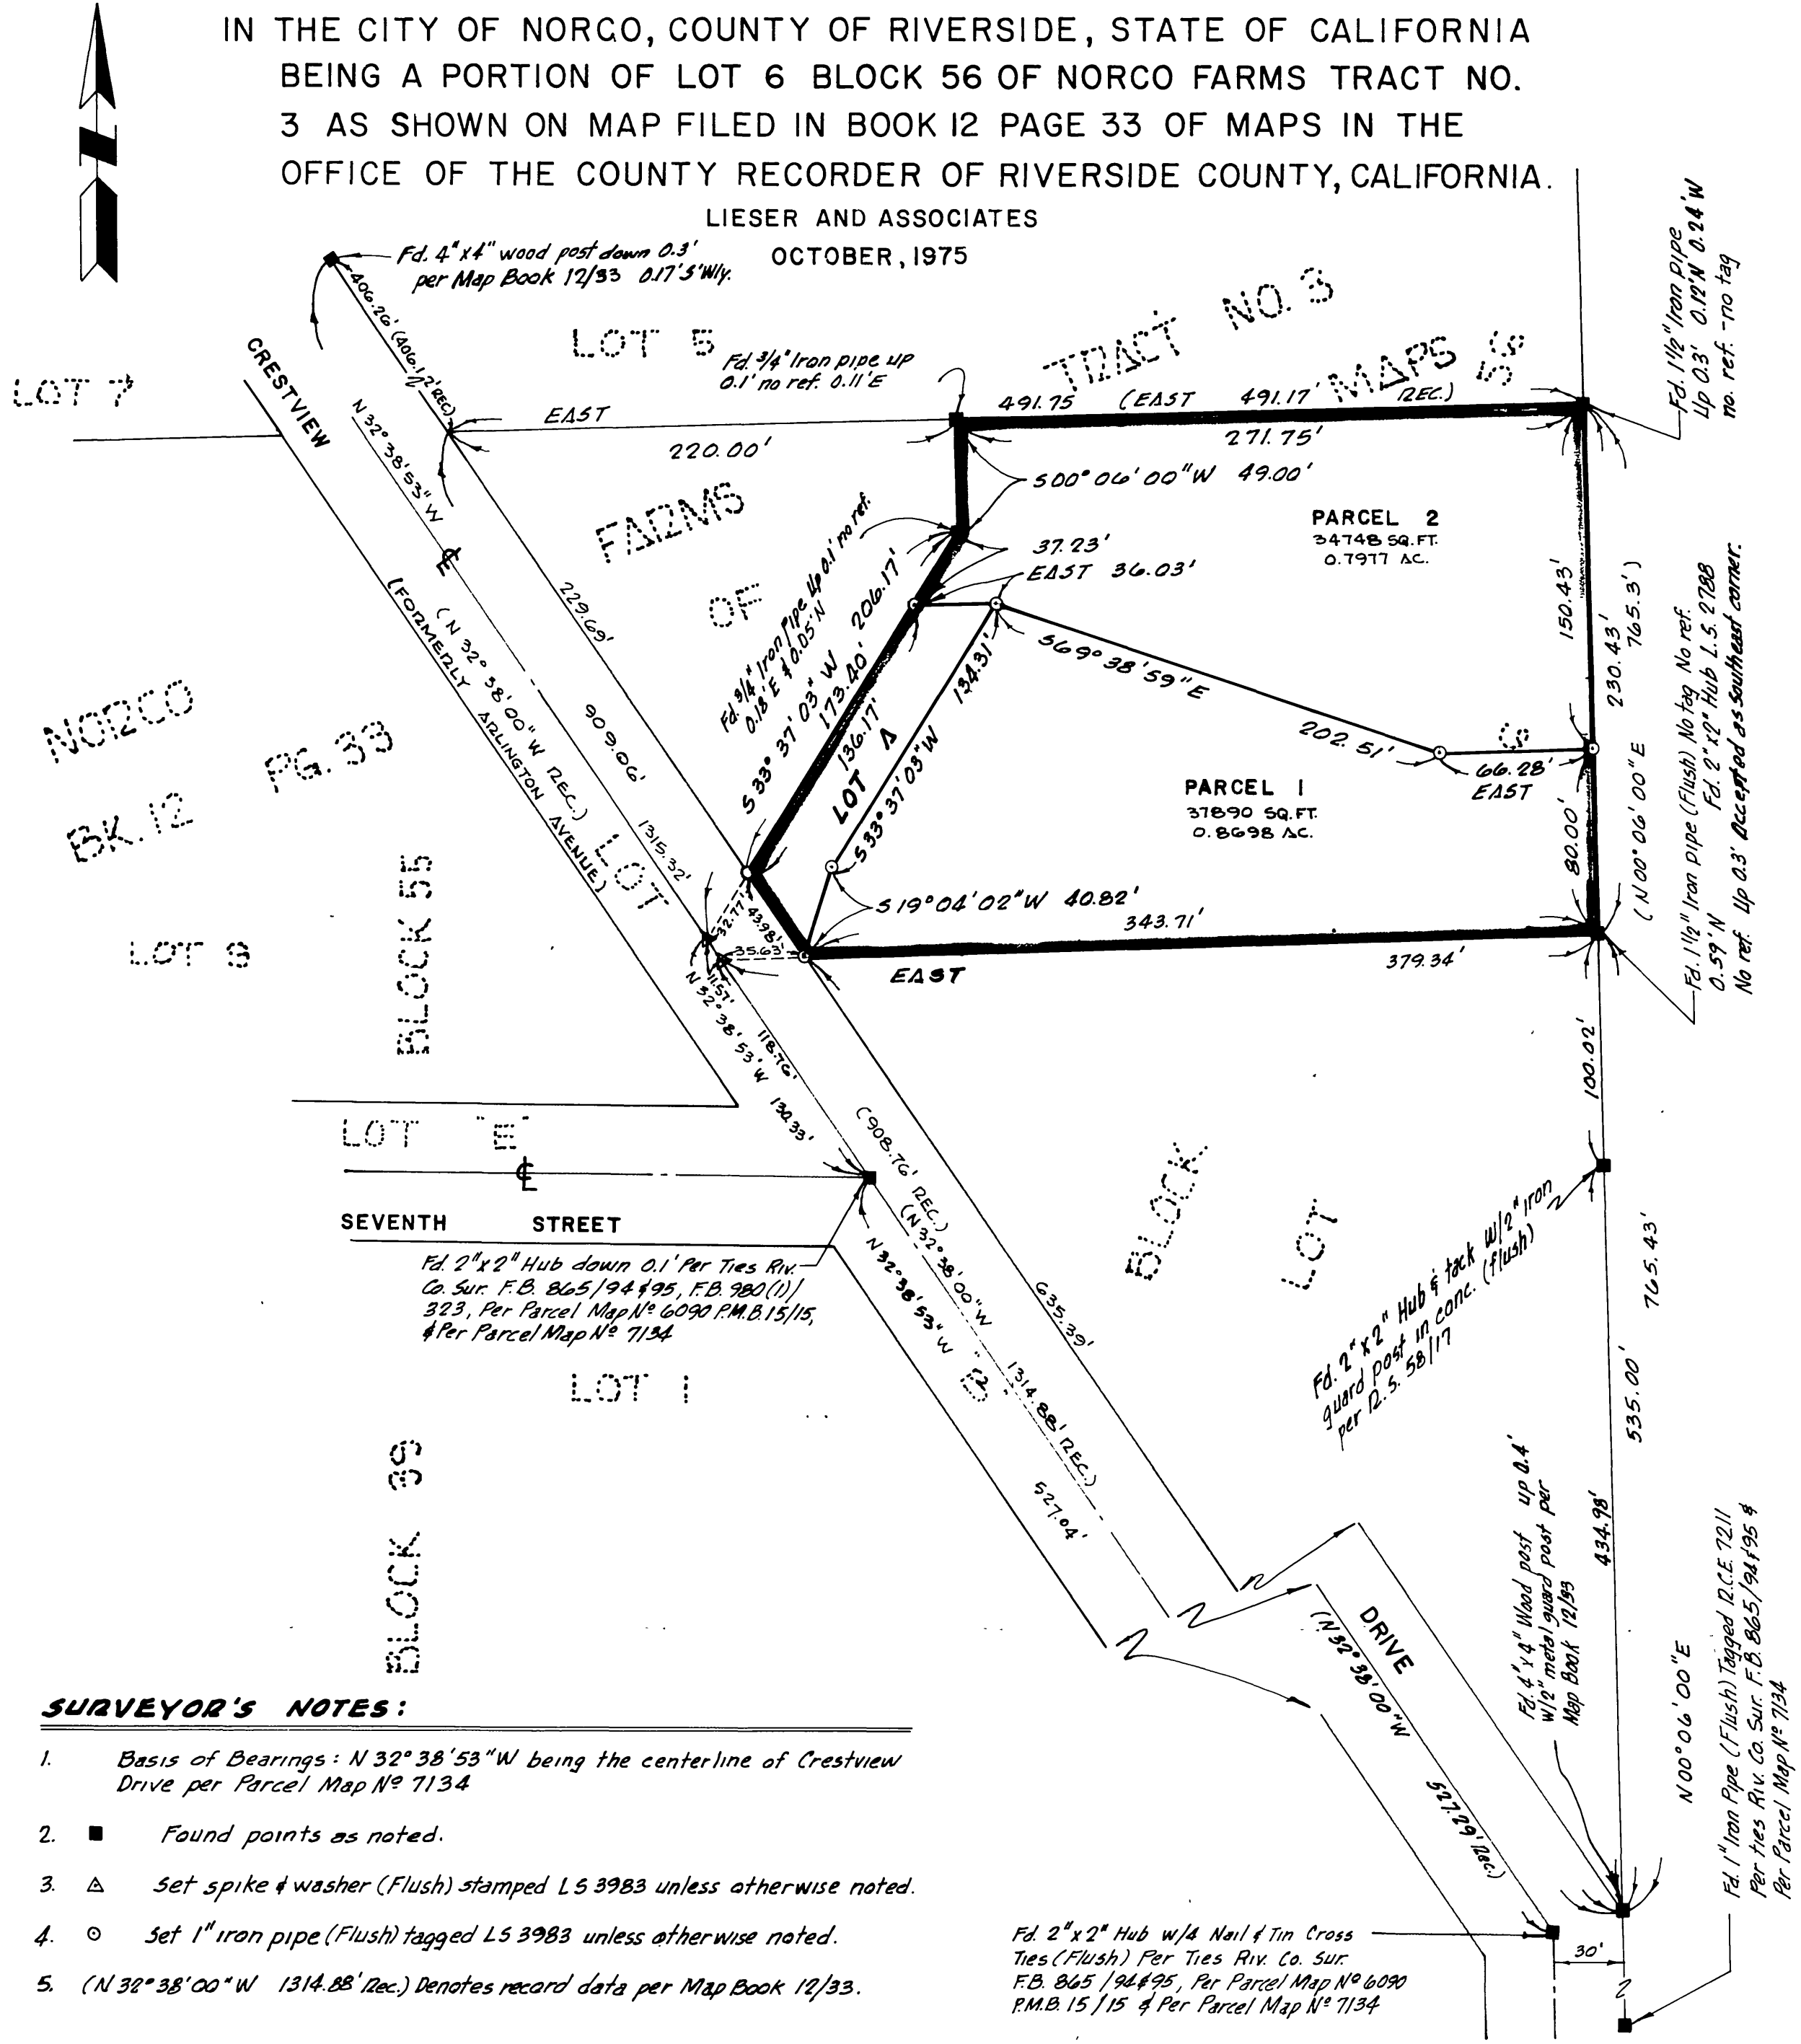 IN THE CITY OF NORCO, COUNTY OF RIVERSIDE, STATE OF CALIFORNIA
BEING A PORTION OF LOT 6 BLOCK 56 OF NORCO FARMS TRACT NO.
3 AS SHOWN ON MAP FILED IN BOOK 12 PAGE 33 OF MAPS IN THE
OFFICE OF THE COUNTY RECORDER OF RIVERSIDE COUNTY, CALIFORNIA.
LIESER AND ASSOCIATES
OCTOBER, 1975
N
Fd. 4"x4" wood post down 0.3'
per Map Book 12/33 0.17' S'Wly.
406.26' (406.12' REC.)
LOT 5
Fd. 3/4" Iron pipe up
0.1' no ref. 0.11' E
TRACT NO. 3
MAPS
56
Fd. 1 1/2" Iron pipe
Up 0.3' 0.12' N 0.24' W
no. ref. - no tag
LOT 7
CRESTVIEW
EAST
220.00'
491.75 (EAST 491.17' REC.)
271.75'
S 00° 06' 00" W 49.00'
N 32° 38' 53" W
℄
FARMS
OF
Fd. 3/4" Iron Pipe Up 0.1' no ref.
0.18' E & 0.05' N
37.23'
EAST 36.03'
PARCEL 2
34748 SQ. FT.
0.7977 AC.
150.43'
230.43'
765.3')
(N 00° 06' 00" E
229.69'
909.06'
1315.32'
(N 32° 38' 00" W REC.)
(FORMERLY ARLINGTON AVENUE)
LOT
S 33° 37' 03" W 206.17'
173.40'
136.17'
LOT A
134.31'
S 33° 37' 03" W
S 69° 38' 59" E
202.51'
6
66.28'
EAST
80.00'
PARCEL 1
37890 SQ. FT.
0.8698 AC.
Fd. 1 1/2" Iron pipe (Flush) No tag No ref.
0.59' N Fd. 2"x2" Hub L.S. 2788
No ref. Up 0.3' Accepted as southeast corner.
NORCO
BK. 12 PG. 33
LOT 9
BLOCK 55
32.77'
43.98'
35.63'
11.57'
S 19° 04' 02" W 40.82'
343.71'
379.34'
EAST
N 32° 38' 53" W 130.33'
118.76'
100.02'
LOT "E"
℄
SEVENTH STREET
Fd. 2"x2" Hub down 0.1' Per Ties Riv.
Co. Sur. F.B. 865/94 & 95, F.B. 980 (1)/
323, Per Parcel Map Nº 6090 P.M.B. 15/15,
& Per Parcel Map Nº 7134
(908.76' REC.)
(N 32° 38' 00" W
1314.88' REC.)
N 32° 38' 53" W
635.39'
527.04'
BLOCK
LOT
Fd. 2" x 2" Hub & tack w/2" iron
guard post in conc. (flush)
per R.S. 58/17
765.43'
535.00'
434.98'
LOT 1
BLOCK 39
Fd. 4" x 4" Wood post up 0.4'
w/2" metal guard post per
Map Book 12/33
N 00° 06' 00" E
Fd. 1" Iron Pipe (Flush) Tagged R.C.E. 7211
Per ties Riv. Co. Sur. F.B. 865/94 & 95 &
Per Parcel Map Nº 7134
DRIVE
(N 32° 38' 00" W
527.29' Rec.)
30'
Fd. 2"x2" Hub w/4 Nail & Tin Cross
Ties (Flush) Per Ties Riv. Co. Sur.
F.B. 865/94 & 95, Per Parcel Map Nº 6090
P.M.B. 15/15 & Per Parcel Map Nº 7134
SURVEYOR'S NOTES:
1. Basis of Bearings: N 32° 38' 53" W being the centerline of Crestview
Drive per Parcel Map Nº 7134
2. Found points as noted.
3. Set spike & washer (Flush) stamped LS 3983 unless otherwise noted.
4. Set 1" iron pipe (Flush) tagged LS 3983 unless otherwise noted.
5. (N 32° 38' 00" W 1314.88' Rec.) Denotes record data per Map Book 12/33.